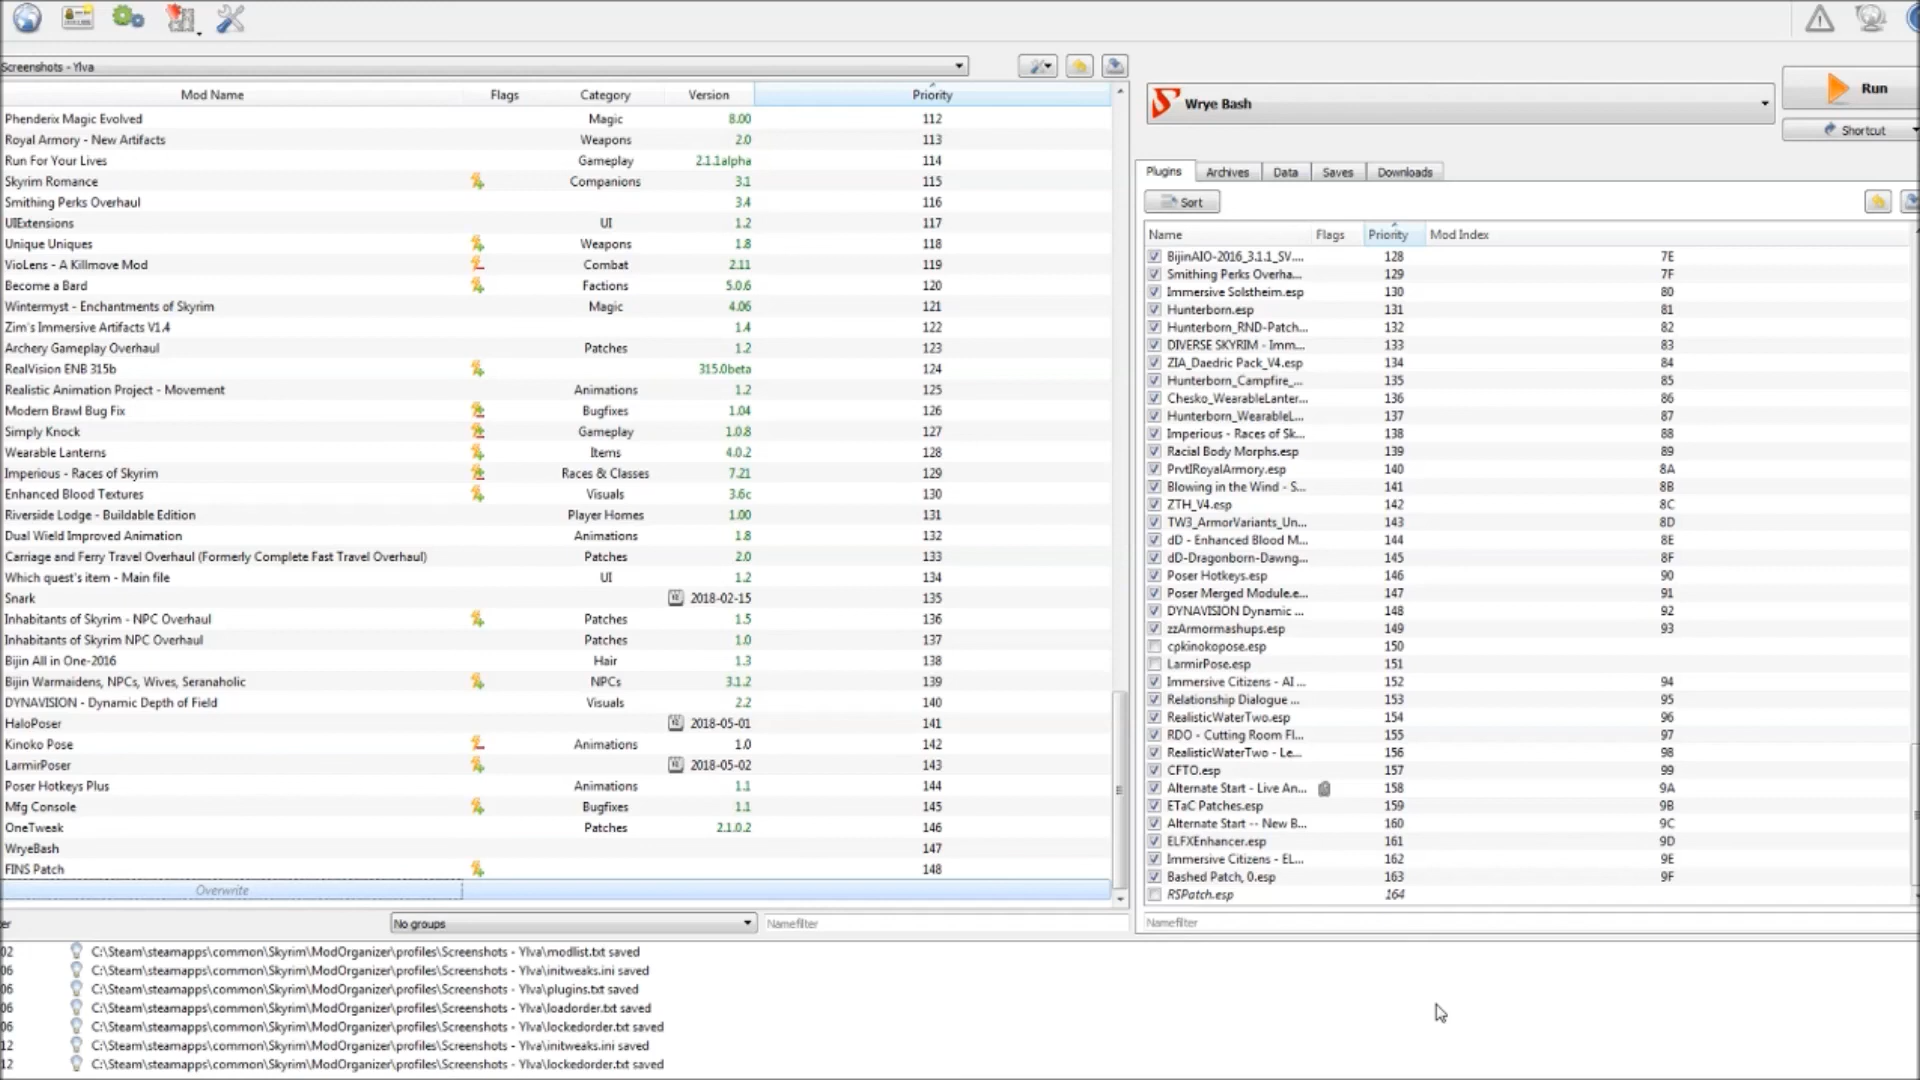 Screenshots - Ylva
Mod Name Flags Category Version Priority
Phenderix Magic Evolved Magic 8.00 112
Royal Armory - New Artifacts Weapons 2.0 113
Run For Your Lives Gameplay 2.1.1alpha 114
Skyrim Romance Companions 3.1 115
Smithing Perks Overhaul 3.4 116
UIExtensions UI 1.2 117
Unique Uniques Weapons 1.8 118
VioLens - A Killmove Mod Combat 2.11 119
Become a Bard Factions 5.0.6 120
Wintermyst - Enchantments of Skyrim Magic 4.06 121
Zim's Immersive Artifacts V1.4 1.4 122
Archery Gameplay Overhaul Patches 1.2 123
RealVision ENB 315b 315.0beta 124
Realistic Animation Project - Movement Animations 1.2 125
Modern Brawl Bug Fix Bugfixes 1.04 126
Simply Knock Gameplay 1.0.8 127
Wearable Lanterns Items 4.0.2 128
Imperious - Races of Skyrim Races & Classes 7.21 129
Enhanced Blood Textures Visuals 3.6c 130
Riverside Lodge - Buildable Edition Player Homes 1.00 131
Dual Wield Improved Animation Animations 1.8 132
Carriage and Ferry Travel Overhaul (Formerly Complete Fast Travel Overhaul) Patches 2.0 133
Which quest's item - Main file UI 1.2 134
Snark 2018-02-15 135
Inhabitants of Skyrim - NPC Overhaul Patches 1.5 136
Inhabitants of Skyrim NPC Overhaul Patches 1.0 137
Bijin All in One-2016 Hair 1.3 138
Bijin Warmaidens, NPCs, Wives, Seranaholic NPCs 3.1.2 139
DYNAVISION - Dynamic Depth of Field Visuals 2.2 140
HaloPoser 2018-05-01 141
Kinoko Pose Animations 1.0 142
LarmirPoser 2018-05-02 143
Poser Hotkeys Plus Animations 1.1 144
Mfg Console Bugfixes 1.1 145
OneTweak Patches 2.1.0.2 146
WryeBash 147
FINS Patch 148
Overwrite
er No groups Namefilter
02 C:\Steam\steamapps\common\Skyrim\ModOrganizer\profiles\Screenshots - Ylva\modlist.txt saved
06 C:\Steam\steamapps\common\Skyrim\ModOrganizer\profiles\Screenshots - Ylva\initweaks.ini saved
06 C:\Steam\steamapps\common\Skyrim\ModOrganizer\profiles\Screenshots - Ylva\plugins.txt saved
06 C:\Steam\steamapps\common\Skyrim\ModOrganizer\profiles\Screenshots - Ylva\loadorder.txt saved
06 C:\Steam\steamapps\common\Skyrim\ModOrganizer\profiles\Screenshots - Ylva\lockedorder.txt saved
12 C:\Steam\steamapps\common\Skyrim\ModOrganizer\profiles\Screenshots - Ylva\initweaks.ini saved
12 C:\Steam\steamapps\common\Skyrim\ModOrganizer\profiles\Screenshots - Ylva\lockedorder.txt saved
Wrye Bash
Run
Shortcut
Plugins Archives Data Saves Downloads
Sort
Name Flags Priority Mod Index
BijinAIO-2016_3.1.1_SV.... 128 7E
Smithing Perks Overha... 129 7F
Immersive Solstheim.esp 130 80
Hunterborn.esp 131 81
Hunterborn_RND-Patch... 132 82
DIVERSE SKYRIM - Imm... 133 83
ZIA_Daedric Pack_V4.esp 134 84
Hunterborn_Campfire_... 135 85
Chesko_WearableLanter... 136 86
Hunterborn_WearableL... 137 87
Imperious - Races of Sk... 138 88
Racial Body Morphs.esp 139 89
PrvtIRoyalArmory.esp 140 8A
Blowing in the Wind - S... 141 8B
ZTH_V4.esp 142 8C
TW3_ArmorVariants_Un... 143 8D
dD - Enhanced Blood M... 144 8E
dD-Dragonborn-Dawng... 145 8F
Poser Hotkeys.esp 146 90
Poser Merged Module.e... 147 91
DYNAVISION Dynamic ... 148 92
zzArmormashups.esp 149 93
cpkinokopose.esp 150
LarmirPose.esp 151
Immersive Citizens - AI ... 152 94
Relationship Dialogue ... 153 95
RealisticWaterTwo.esp 154 96
RDO - Cutting Room Fl... 155 97
RealisticWaterTwo - Le... 156 98
CFTO.esp 157 99
Alternate Start - Live An... 158 9A
ETaC Patches.esp 159 9B
Alternate Start -- New B... 160 9C
ELFXEnhancer.esp 161 9D
Immersive Citizens - EL... 162 9E
Bashed Patch, 0.esp 163 9F
RSPatch.esp 164
Namefilter